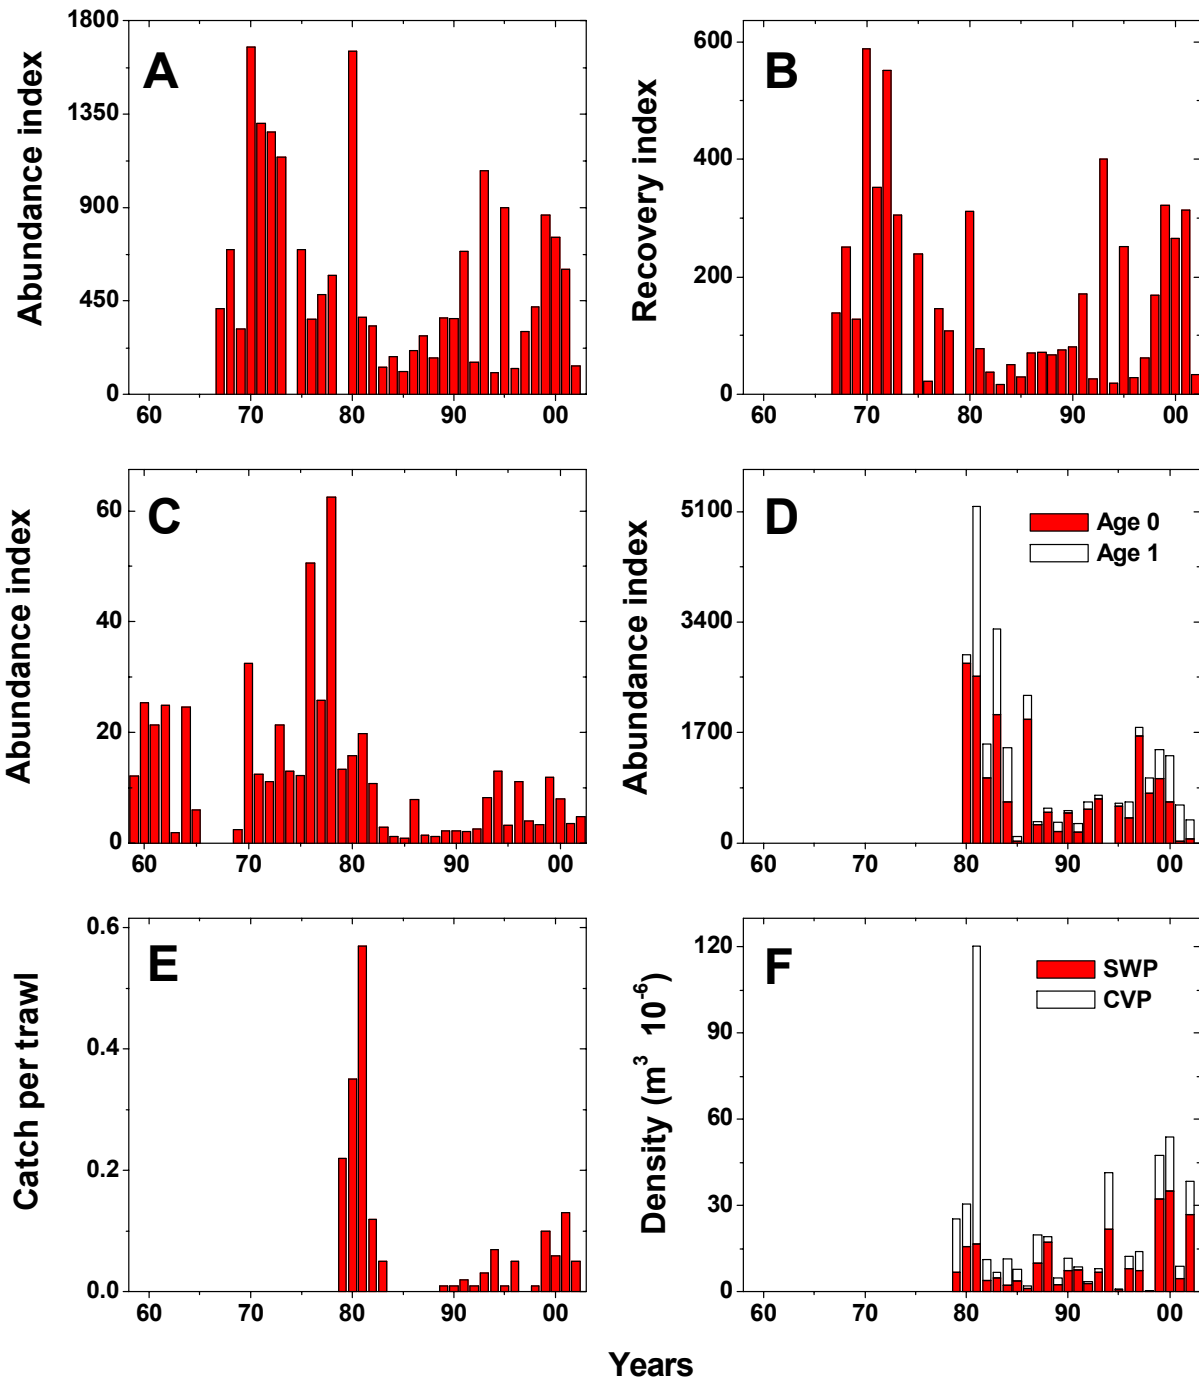 A
Abundance index
1800
1350
900
450
0
60 70 80 90 00
B
Recovery index
600
400
200
0
60 70 80 90 00
C
Abundance index
60
40
20
0
60 70 80 90 00
D
Abundance index
5100
3400
1700
0
Age 0
Age 1
60 70 80 90 00
E
Catch per trawl
0.6
0.4
0.2
0.0
60 70 80 90 00
F
Density (m³ 10⁻⁶)
120
90
60
30
0
SWP
CVP
60 70 80 90 00
Years